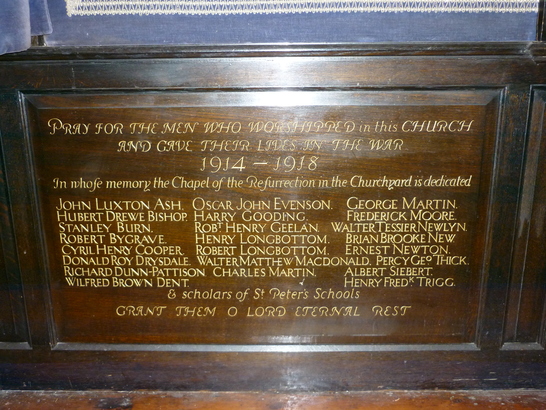 PRAY FOR THE MEN WHO WORSHIPPED in this CHURCH
AND GAVE THEIR LIVES IN THE WAR
1914 — 1918
In whose memory the Chapel of the Resurrection in the Churchyard is dedicated
JOHN LUXTON ASH. OSCAR JOHN EVENSON. GEORGE MARTIN.
HUBERT DREWE BISHOP. HARRY GOODING. FREDERICK MOORE.
STANLEY BURN. ROBᵀ HENRY GEELAN. WALTER TESSIER NEWLYN.
ROBERT BYGRAVE. HENRY LONGBOTTOM. BRIAN BROOKE NEW
CYRIL HENRY COOPER. ROBERT LONGBOTTOM. ERNEST NEWTON.
DONALD ROY DRYSDALE. WALTER MATTHEW MACDONALD. PERCY GEO. THICK.
RICHARD DUNN-PATTISON CHARLES MARTIN. ALBERT SIEBERT.
WILFRED BROWN DENT. HENRY FREDK. TRIGG.
& scholars of St Peter's Schools
GRANT THEM O LORD ETERNAL REST